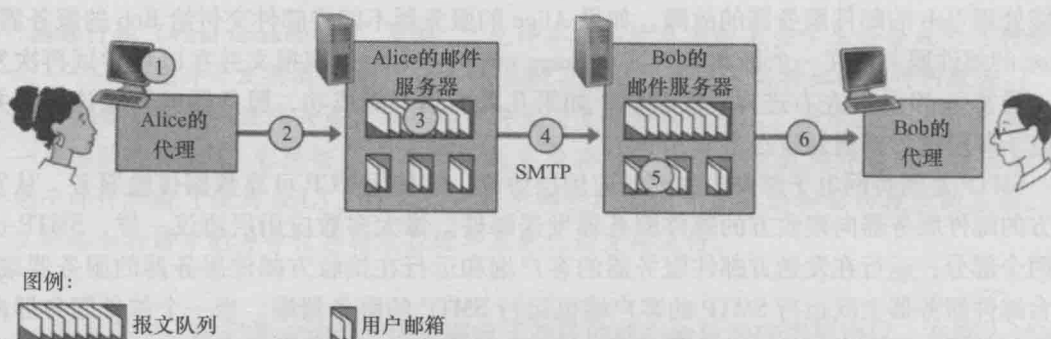 Alice的邮件
服务器
Bob的
邮件服务器
①
Alice的
代理
②
③
④
SMTP
⑤
⑥
Bob的
代理
图例:
报文队列
用户邮箱